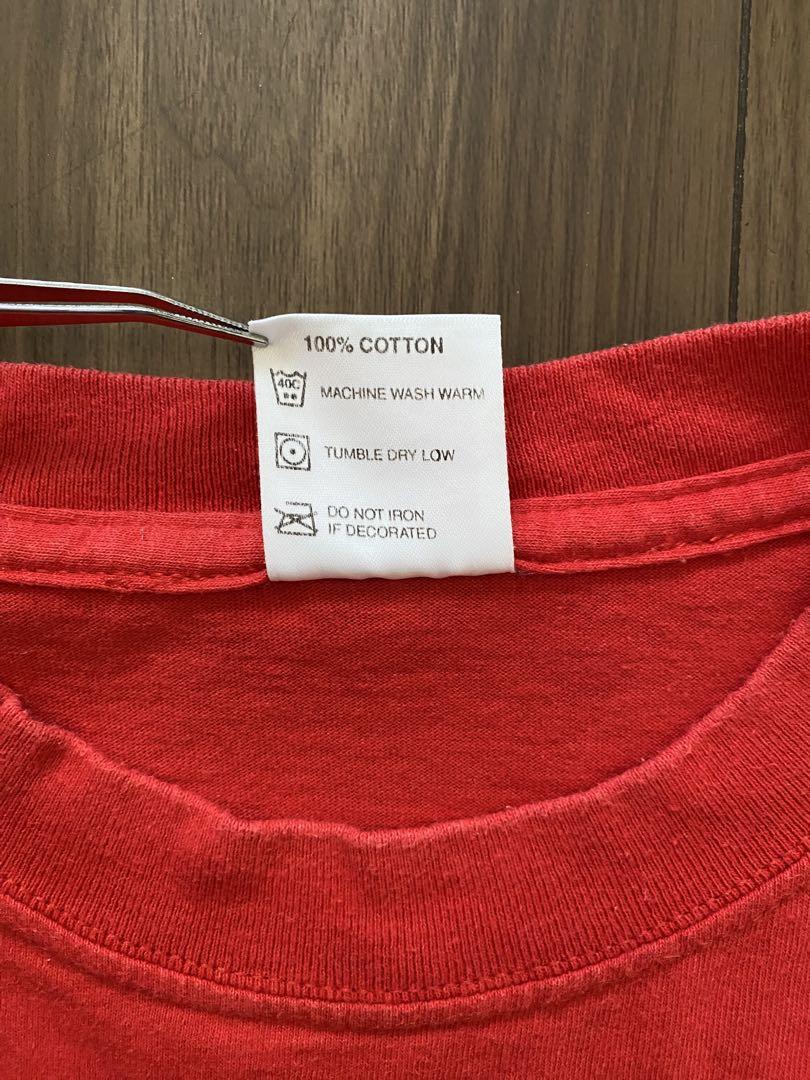 100% COTTON
40C
MACHINE WASH WARM
TUMBLE DRY LOW
DO NOT IRON
IF DECORATED